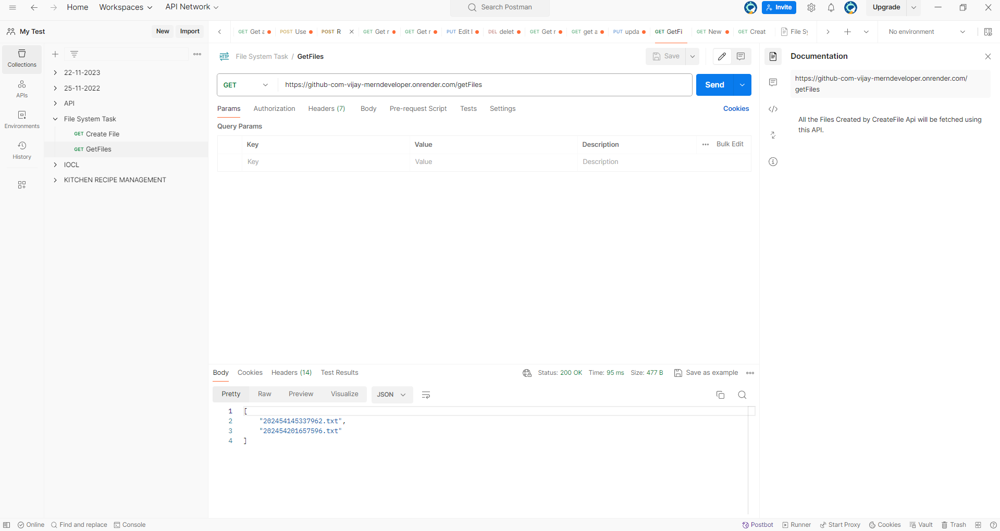 Home Workspaces API Network Search Postman Invite Upgrade
My Test New Import
GET Get a POST Use POST R GET Get r GET Get r PUT Edit DEL delet GET Get r GET get a PUT upda GET GetFi GET New GET Creat File Sy No environment
Collections
APIs
Environments
History
22-11-2023
25-11-2022
API
File System Task
GET Create File
GET GetFiles
IOCL
KITCHEN RECIPE MANAGEMENT
HTTP File System Task / GetFiles Save
GET https://github-com-vijay-merndeveloper.onrender.com/getFiles Send
Params Authorization Headers (7) Body Pre-request Script Tests Settings Cookies
Query Params
Key Value Description Bulk Edit
Key Value Description
Documentation
https://github-com-vijay-merndeveloper.onrender.com/
getFiles
All the Files Created by CreateFile Api will be fetched using
this API.
Body Cookies Headers (14) Test Results Status: 200 OK Time: 95 ms Size: 477 B Save as example
Pretty Raw Preview Visualize JSON
1 [
2 "202454145337962.txt",
3 "202454201657596.txt"
4 ]
Online Find and replace Console Postbot Runner Start Proxy Cookies Vault Trash